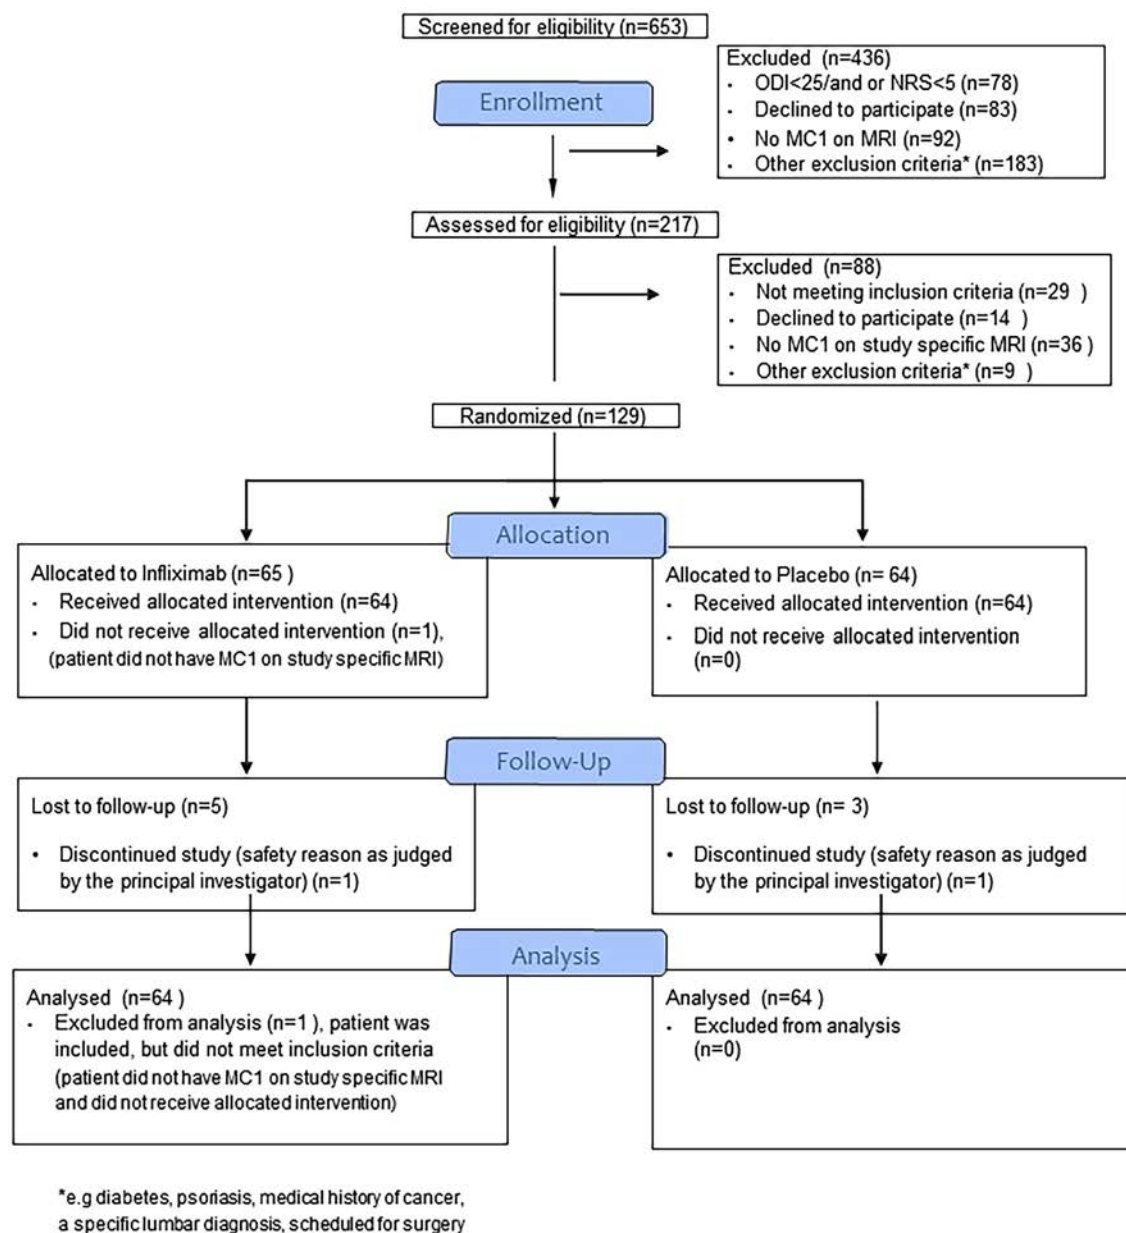 Screened for eligibility (n=653)
Excluded (n=436)
· ODI<25/and or NRS<5 (n=78)
· Declined to participate (n=83)
• No MC1 on MRI (n=92)
· Other exclusion criteria* (n=183)
Enrollment
Assessed for eligibility (n=217)
Excluded (n=88)
· Not meeting inclusion criteria (n=29 )
· Declined to participate (n=14 )
· No MC1 on study specific MRI (n=36 )
· Other exclusion criteria* (n=9 )
Randomized (n=129)
Allocation
Allocated to Infliximab (n=65 )
· Received allocated intervention (n=64)
· Did not receive allocated intervention (n=1),
(patient did not have MC1 on study specific MRI)
Allocated to Placebo (n= 64)
· Received allocated intervention (n=64)
· Did not receive allocated intervention
(n=0)
Follow-Up
Lost to follow-up (n=5)
• Discontinued study (safety reason as judged
by the principal investigator) (n=1)
Lost to follow-up (n= 3)
• Discontinued study (safety reason as judged
by the principal investigator) (n=1)
Analysis
Analysed (n=64 )
· Excluded from analysis (n=1 ), patient was
included, but did not meet inclusion criteria
(patient did not have MC1 on study specific MRI
and did not receive allocated intervention)
Analysed (n=64 )
· Excluded from analysis
(n=0)
*e.g diabetes, psoriasis, medical history of cancer,
a specific lumbar diagnosis, scheduled for surgery